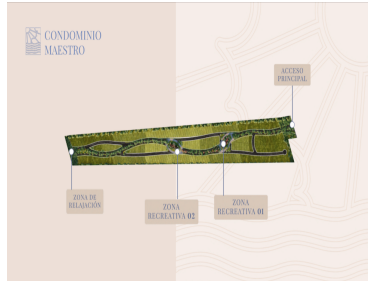 CONDOMINIO
MAESTRO
ACCESO
PRINCIPAL
ZONA DE
RELAJACIÓN
ZONA
RECREATIVA 02
ZONA
RECREATIVA 01